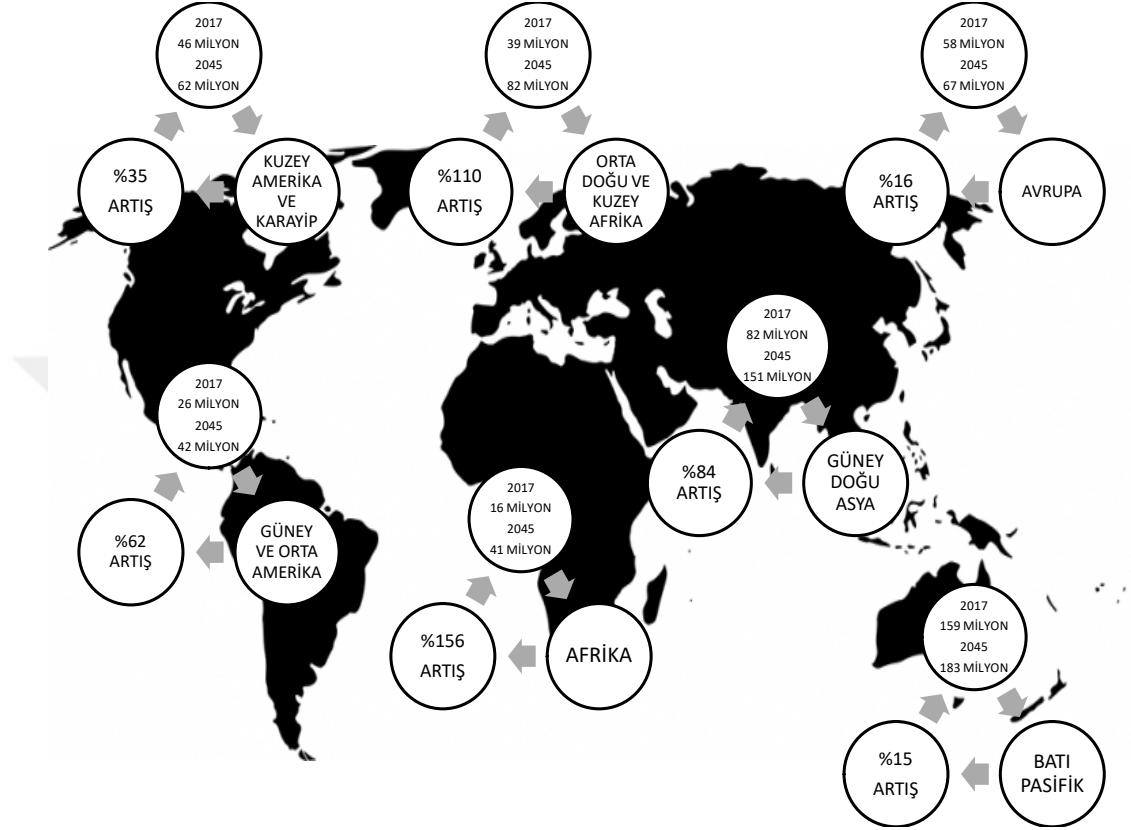 2017
46 MİLYON
2045
62 MİLYON
KUZEY
AMERİKA
VE
KARAYİP
%35
ARTIŞ
2017
39 MİLYON
2045
82 MİLYON
ORTA
DOĞU VE
KUZEY
AFRİKA
%110
ARTIŞ
2017
58 MİLYON
2045
67 MİLYON
AVRUPA
%16
ARTIŞ
2017
26 MİLYON
2045
42 MİLYON
GÜNEY
VE ORTA
AMERİKA
%62
ARTIŞ
2017
82 MİLYON
2045
151 MİLYON
GÜNEY
DOĞU
ASYA
%84
ARTIŞ
2017
16 MİLYON
2045
41 MİLYON
AFRİKA
%156
ARTIŞ
2017
159 MİLYON
2045
183 MİLYON
BATI
PASİFİK
%15
ARTIŞ